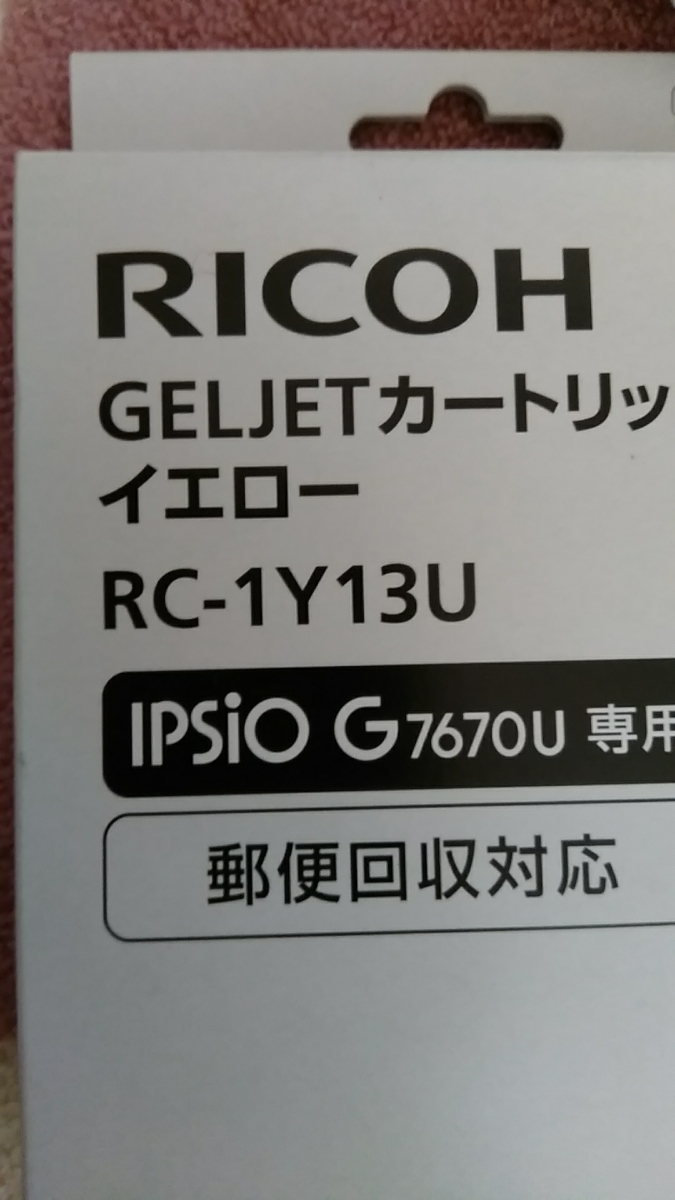 RICOH
GELJETカートリッ
イエロー
RC-1Y13U
IPSiO G7670U 専用
郵便回収対応